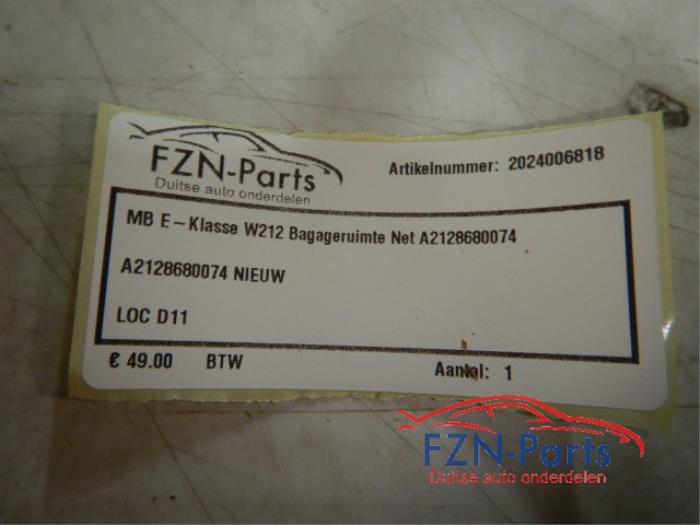 FZN-Parts
Duitse auto onderdelen
Artikelnummer: 2024006818
MB E-Klasse W212 Bagageruimte Net A2128680074
A2128680074 NIEUW
LOC D11
€ 49.00 BTW
Aantal: 1
FZN-Parts
Duitse auto onderdelen